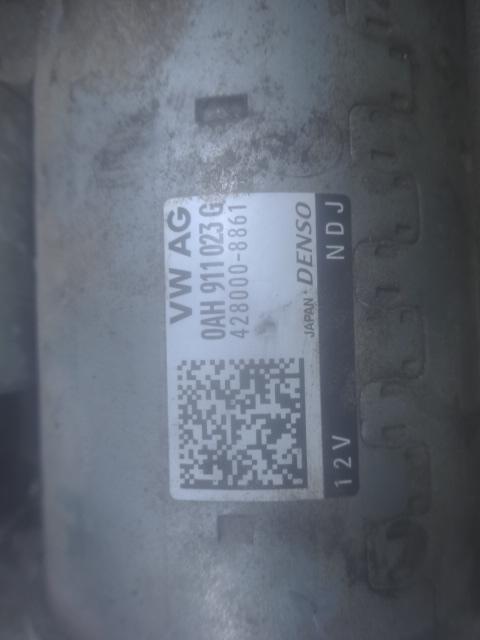 VW AG
0AH 911 023 G
428000-8861
JAPAN · DENSO
12V NDJ